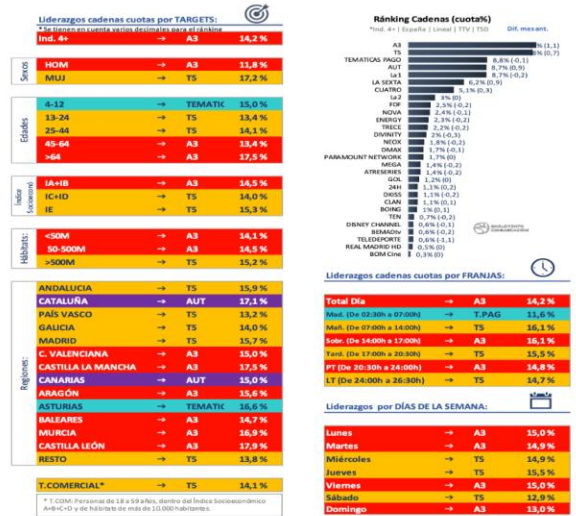 Liderazgos cadenas cuotas por TARGETS:
* Se tienen en cuenta varios decimales para el ránking
Ind. 4+ → A3 14,2 %
Sexos
HOM → A3 11,8 %
MUJ → T5 17,2 %
Edades
4-12 → TEMATIC 15,0 %
13-24 → T5 13,4 %
25-44 → T5 14,1 %
45-64 → A3 13,4 %
>64 → A3 17,5 %
Índice
IA+IB → A3 14,5 %
IC+ID → T5 14,0 %
IE → T5 15,3 %
Hábitats:
<50M → A3 14,1 %
50-500M → A3 14,5 %
>500M → T5 15,2 %
Regiones:
ANDALUCIA → T5 15,9 %
CATALUÑA → AUT 17,1 %
PAÍS VASCO → T5 13,2 %
GALICIA → T5 14,0 %
MADRID → T5 15,7 %
C. VALENCIANA → A3 15,0 %
CASTILLA LA MANCHA → A3 17,5 %
CANARIAS → AUT 15,0 %
ARAGÓN → A3 15,6 %
ASTURIAS → TEMATIC 16,6 %
BALEARES → A3 14,7 %
MURCIA → A3 16,9 %
CASTILLA LEÓN → A3 17,9 %
RESTO → T5 13,8 %
T.COMERCIAL* → T5 14,1 %
* T.COM: Personas de 18 a 59 años, dentro del Índice Socioeconómico
A+B+C+D y de hábitats de más de 10.000 habitantes.
Ránking Cadenas (cuota%)
*Ind. 4+ | España | Lineal | TTV | TSD
Dif. mes ant.
A3 % (1,1)
T5 % (0,7)
TEMATICAS PAGO 8,8% (-0,1)
AUT 8,7% (0,9)
La1 8,7% (-0,2)
LA SEXTA 6,2% (0,9)
CUATRO 5,1% (0,3)
La2 3% (0)
FDF 2,5% (-0,2)
NOVA 2,4% (-0,1)
ENERGY 2,3% (-0,2)
TRECE 2,2% (-0,2)
DIVINITY 2% (-0,3)
NEOX 1,8% (-0,2)
DMAX 1,7% (-0,1)
PARAMOUNT NETWORK 1,7% (0)
MEGA 1,4% (-0,2)
ATRESERIES 1,4% (-0,2)
GOL 1,2% (0)
24H 1,1% (0,2)
DKISS 1,1% (-0,2)
CLAN 1,1% (0,1)
BOING 1% (0,1)
TEN 0,7% (-0,2)
DISNEY CHANNEL 0,6% (-0,1)
BEMADtv 0,6% (-0,2)
TELEDEPORTE 0,6% (-1,1)
REAL MADRID HD 0,5% (0)
BOM Cine 0,3% (0)
BARLOVENTO
COMUNICACIÓN
Liderazgos cadenas cuotas por FRANJAS:
Total Día → A3 14,2 %
Mad. (De 02:30h a 07:00h) → T.PAG 11,6 %
Mañ. (De 07:00h a 14:00h) → T5 16,1 %
Sobr. (De 14:00h a 17:00h) → A3 16,1 %
Tard. (De 17:00h a 20:30h) → T5 15,5 %
PT (De 20:30h a 24:00h) → A3 14,8 %
LT (De 24:00h a 26:30h) → T5 14,7 %
Liderazgos por DÍAS DE LA SEMANA:
Lunes → A3 15,0 %
Martes → A3 14,9 %
Miércoles → T5 14,9 %
Jueves → T5 15,5 %
Viernes → A3 15,0 %
Sábado → T5 12,9 %
Domingo → A3 13,0 %